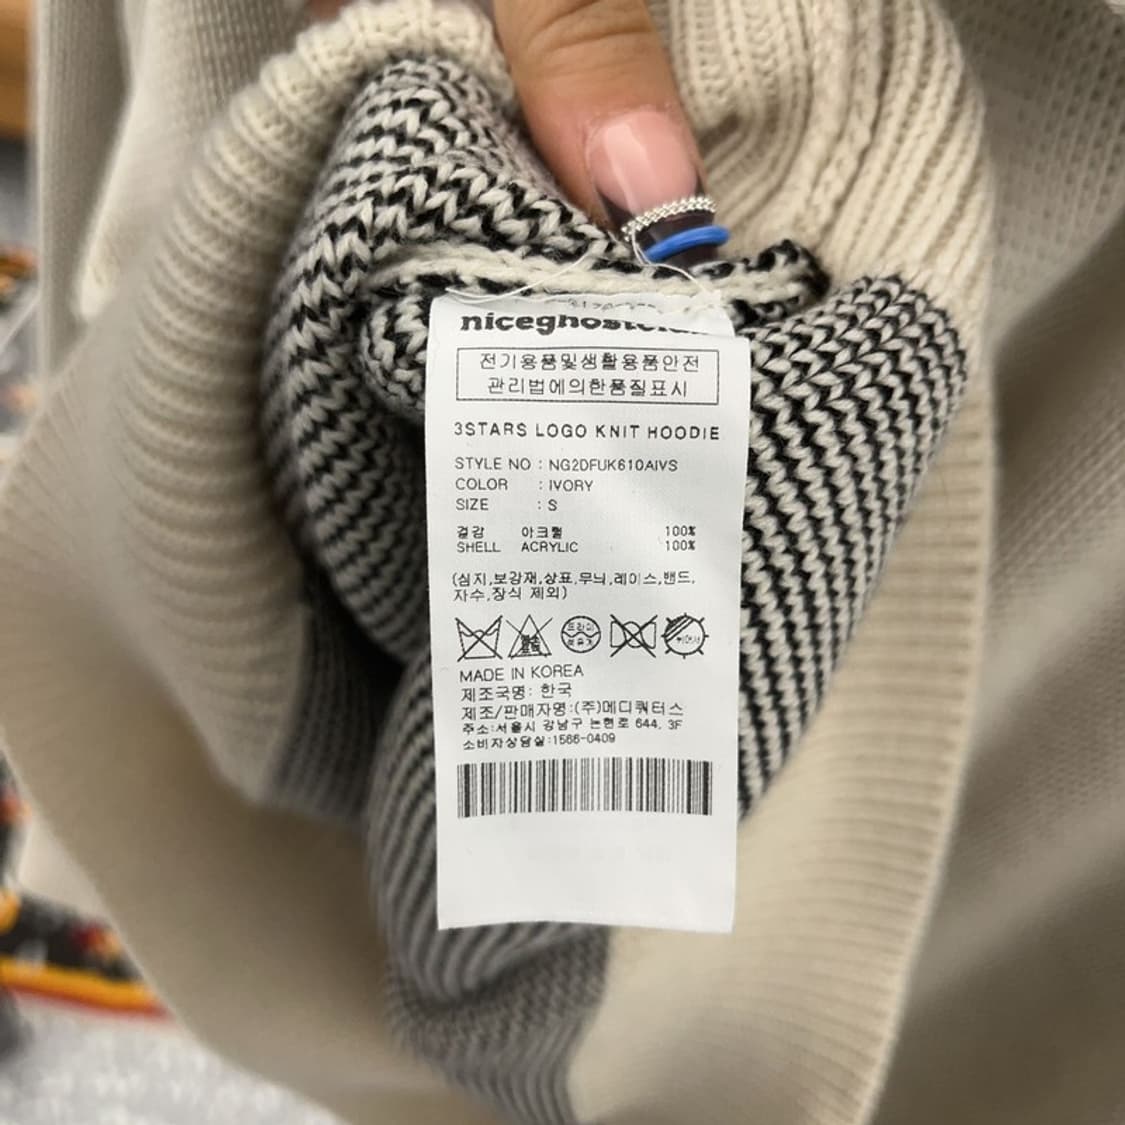 niceghostclub
전기용품및생활용품안전
관리법에의한품질표시
3STARS LOGO KNIT HOODIE
STYLE NO : NG2DFUK610AIVS
COLOR : IVORY
SIZE : S
겉감 아크릴 100%
SHELL ACRYLIC 100%
(심지,보강재,상표,무늬,레이스,밴드,
자수,장식 제외)
드라이
MADE IN KOREA
제조국명: 한국
제조/판매자명:(주)메디쿼터스
주소:서울시 강남구 논현로 644, 3F
소비자상담실:1566-0409